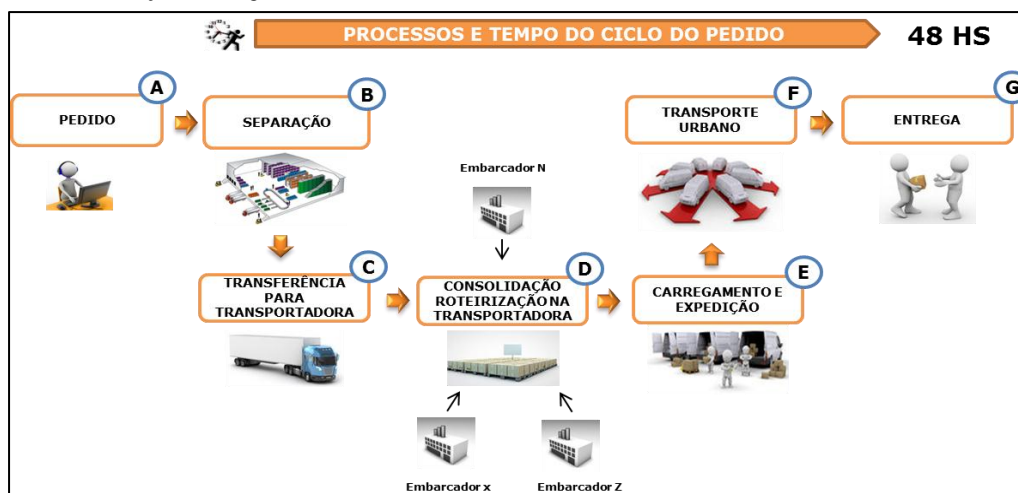 PROCESSOS E TEMPO DO CICLO DO PEDIDO
48 HS
A
PEDIDO
B
SEPARAÇÃO
C
TRANSFERÊNCIA
PARA
TRANSPORTADORA
Embarcador N
D
CONSOLIDAÇÃO
ROTEIRIZAÇÃO NA
TRANSPORTADORA
Embarcador x
Embarcador Z
E
CARREGAMENTO E
EXPEDIÇÃO
F
TRANSPORTE
URBANO
G
ENTREGA